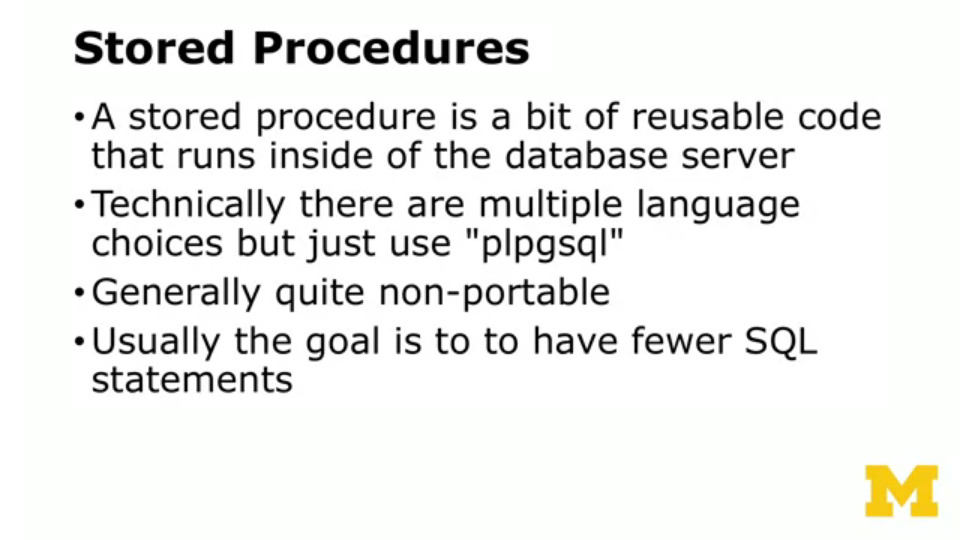 Stored Procedures
•A stored procedure is a bit of reusable code
that runs inside of the database server
•Technically there are multiple language
choices but just use "plpgsql"
•Generally quite non-portable
•Usually the goal is to to have fewer SQL
statements
M